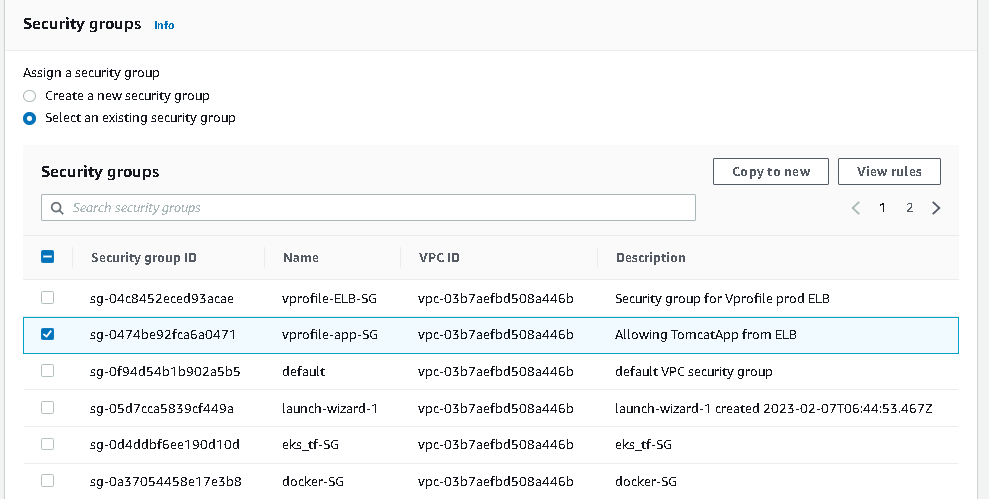 Security groups Info
Assign a security group
Create a new security group
Select an existing security group
Security groups Copy to new View rules
Search security groups 1 2
Security group ID Name VPC ID Description
sg-04c8452eced93acae vprofile-ELB-SG vpc-03b7aefbd508a446b Security group for Vprofile prod ELB
sg-0474be92fca6a0471 vprofile-app-SG vpc-03b7aefbd508a446b Allowing TomcatApp from ELB
sg-0f94d54b1b902a5b5 default vpc-03b7aefbd508a446b default VPC security group
sg-05d7cca5839cf449a launch-wizard-1 vpc-03b7aefbd508a446b launch-wizard-1 created 2023-02-07T06:44:53.467Z
sg-0d4ddbf6ee190d10d eks_tf-SG vpc-03b7aefbd508a446b eks_tf-SG
sg-0a37054458e17e3b8 docker-SG vpc-03b7aefbd508a446b docker-SG